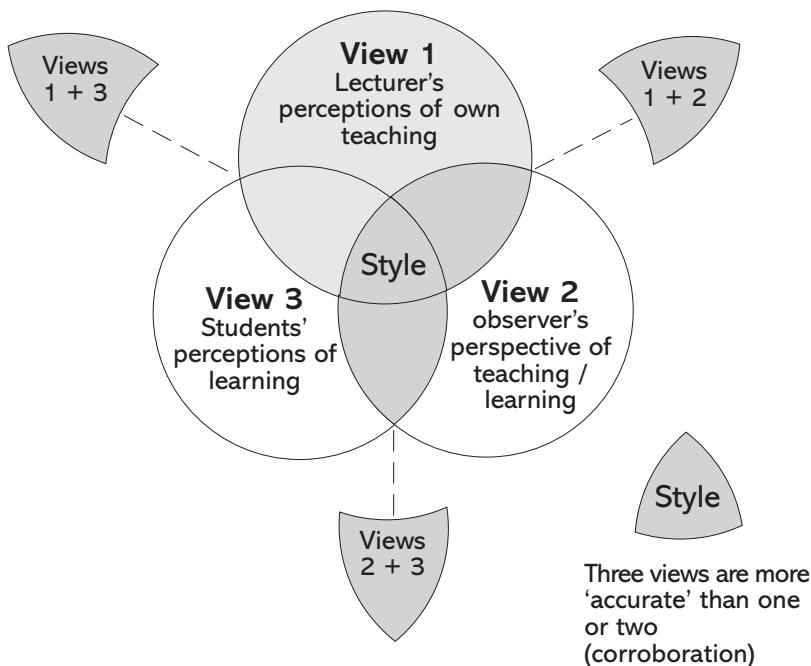 Views
1 + 3
View 1
Lecturer’s
perceptions of own
teaching
Views
1 + 2
Style
View 3
Students’
perceptions of
learning
View 2
observer’s
perspective of
teaching /
learning
Views
2 + 3
Style
Three views are more
‘accurate’ than one
or two
(corroboration)